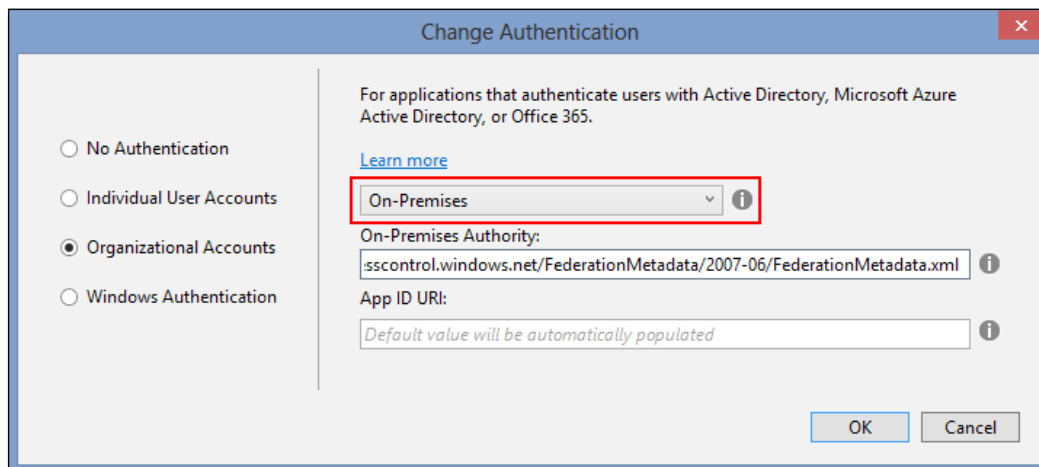 Change Authentication
No Authentication
Individual User Accounts
Organizational Accounts
Windows Authentication
For applications that authenticate users with Active Directory, Microsoft Azure
Active Directory, or Office 365.
Learn more
On-Premises
On-Premises Authority:
esscontrol.windows.net/FederationMetadata/2007-06/FederationMetadata.xml
App ID URI:
Default value will be automatically populated
OK
Cancel